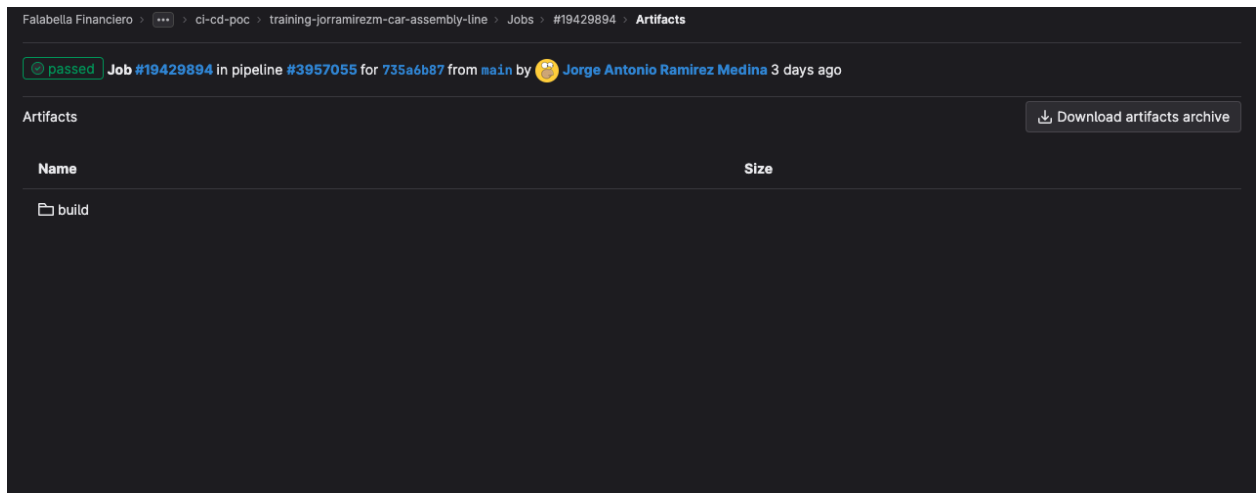 Falabella Financiero > ••• > ci-cd-poc > training-jorramirezm-car-assembly-line > Jobs > #19429894 > Artifacts
passed Job #19429894 in pipeline #3957055 for 735a6b87 from main by Jorge Antonio Ramirez Medina 3 days ago
Artifacts Download artifacts archive
Name Size
build